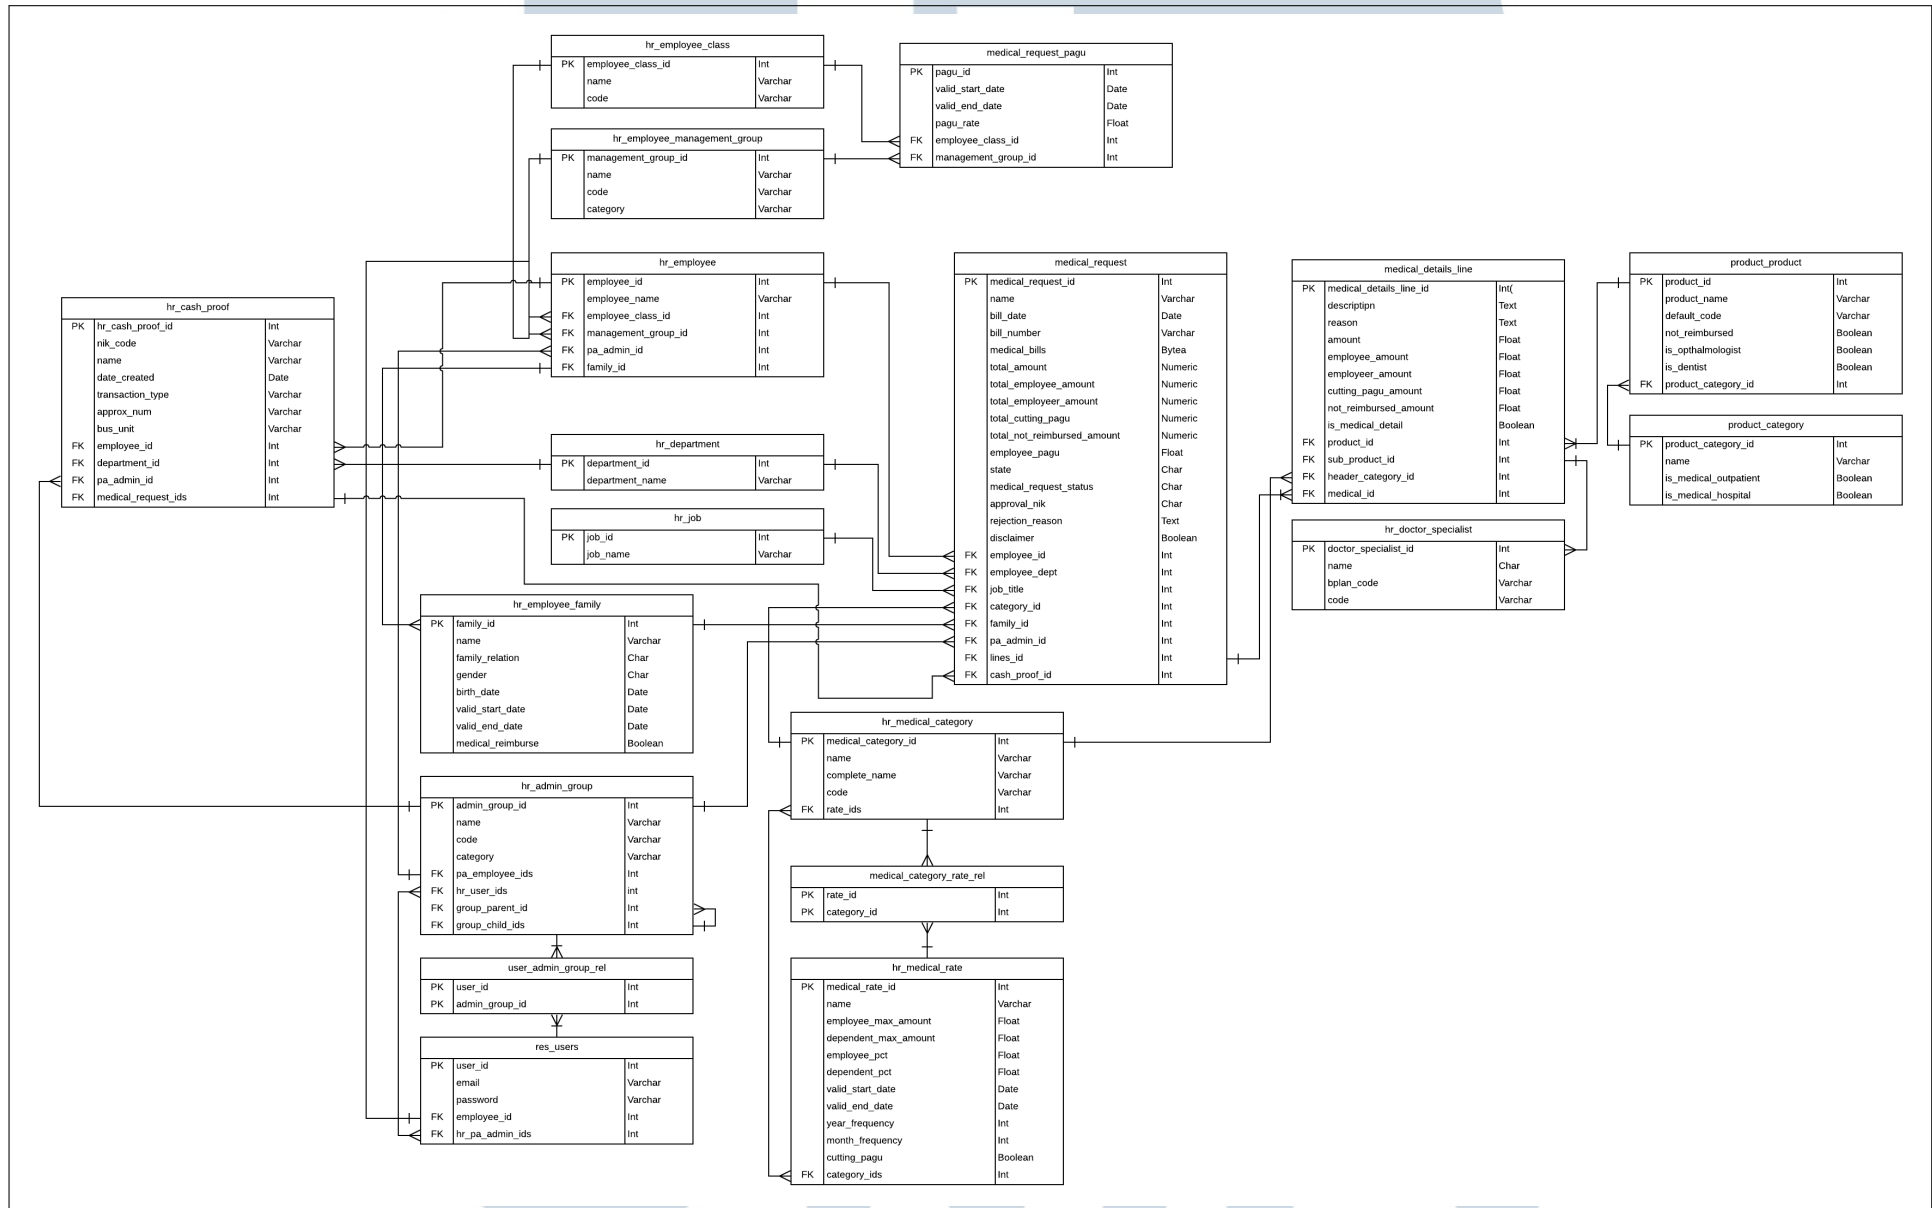 hr_employee_class
PK employee_class_id Int
name Varchar
code Varchar
medical_request_pagu
PK pagu_id Int
valid_start_date Date
valid_end_date Date
pagu_rate Float
FK employee_class_id Int
FK management_group_id Int
hr_employee_management_group
PK management_group_id Int
name Varchar
code Varchar
category Varchar
hr_employee
PK employee_id Int
employee_name Varchar
FK employee_class_id Int
FK management_group_id Int
FK pa_admin_id Int
FK family_id Int
medical_request
PK medical_request_id Int
name Varchar
bill_date Date
bill_number Varchar
medical_bills Bytea
total_amount Numeric
total_employee_amount Numeric
total_employeer_amount Numeric
total_cutting_pagu Numeric
total_not_reimbursed_amount Numeric
employee_pagu Float
state Char
medical_request_status Char
approval_nik Char
rejection_reason Text
disclaimer Boolean
FK employee_id Int
FK employee_dept Int
FK job_title Int
FK category_id Int
FK family_id Int
FK pa_admin_id Int
FK lines_id Int
FK cash_proof_id Int
medical_details_line
PK medical_details_line_id Int(
descriptipn Text
reason Text
amount Float
employee_amount Float
employeer_amount Float
cutting_pagu_amount Float
not_reimbursed_amount Float
is_medical_detail Boolean
FK product_id Int
FK sub_product_id Int
FK header_category_id Int
FK medical_id Int
product_product
PK product_id Int
product_name Varchar
default_code Varchar
not_reimbursed Boolean
is_opthalmologist Boolean
is_dentist Boolean
FK product_category_id Int
product_category
PK product_category_id Int
name Varchar
is_medical_outpatient Boolean
is_medical_hospital Boolean
hr_cash_proof
PK hr_cash_proof_id Int
nik_code Varchar
name Varchar
date_created Date
transaction_type Varchar
approx_num Varchar
bus_unit Varchar
FK employee_id Int
FK department_id Int
FK pa_admin_id Int
FK medical_request_ids Int
hr_department
PK department_id Int
department_name Varchar
hr_job
PK job_id Int
job_name Varchar
hr_doctor_specialist
PK doctor_specialist_id Int
name Char
bplan_code Varchar
code Varchar
hr_employee_family
PK family_id Int
name Varchar
family_relation Char
gender Char
birth_date Date
valid_start_date Date
valid_end_date Date
medical_reimburse Boolean
hr_medical_category
PK medical_category_id Int
name Varchar
complete_name Varchar
code Varchar
FK rate_ids Int
hr_admin_group
PK admin_group_id Int
name Varchar
code Varchar
category Varchar
FK pa_employee_ids Int
FK hr_user_ids int
FK group_parent_id Int
FK group_child_ids Int
medical_category_rate_rel
PK rate_id Int
PK category_id Int
user_admin_group_rel
PK user_id Int
PK admin_group_id Int
hr_medical_rate
PK medical_rate_id Int
name Varchar
employee_max_amount Float
dependent_max_amount Float
employee_pct Float
dependent_pct Float
valid_start_date Date
valid_end_date Date
year_frequency Int
month_frequency Int
cutting_pagu Boolean
FK category_ids Int
res_users
PK user_id Int
email Varchar
password Varchar
FK employee_id Int
FK hr_pa_admin_ids Int